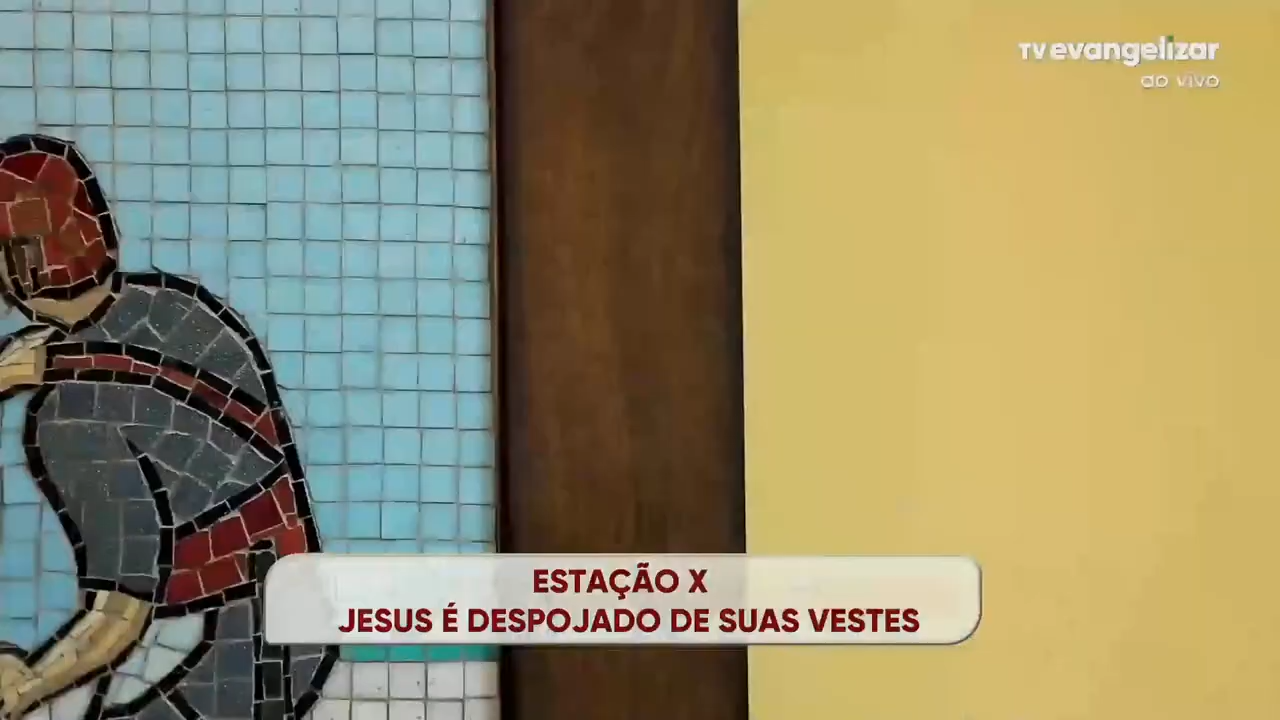 TV evangelizar
ao vivo
ESTAÇÃO X
JESUS É DESPOJADO DE SUAS VESTES